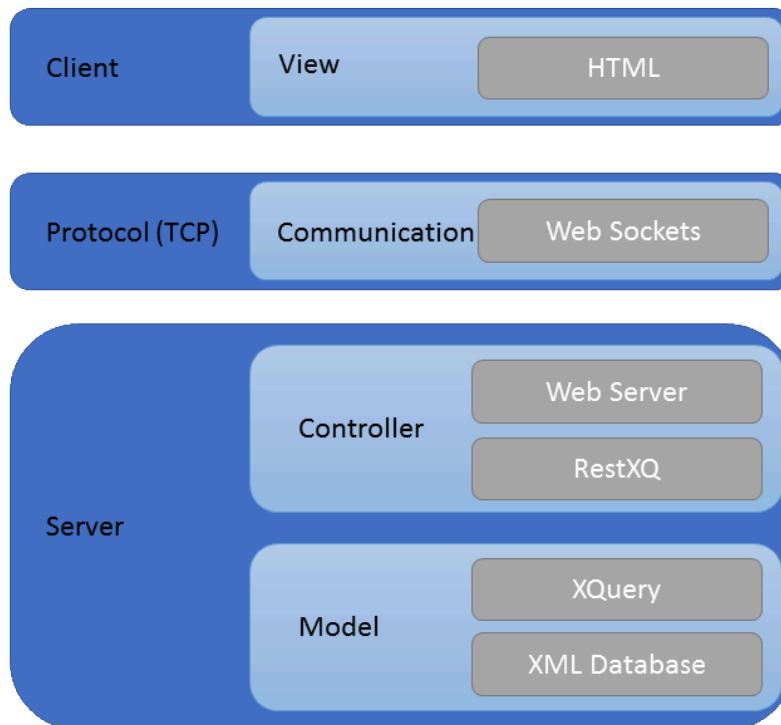 Client
View
HTML
Protocol (TCP)
Communication
Web Sockets
Server
Controller
Web Server
RestXQ
Model
XQuery
XML Database